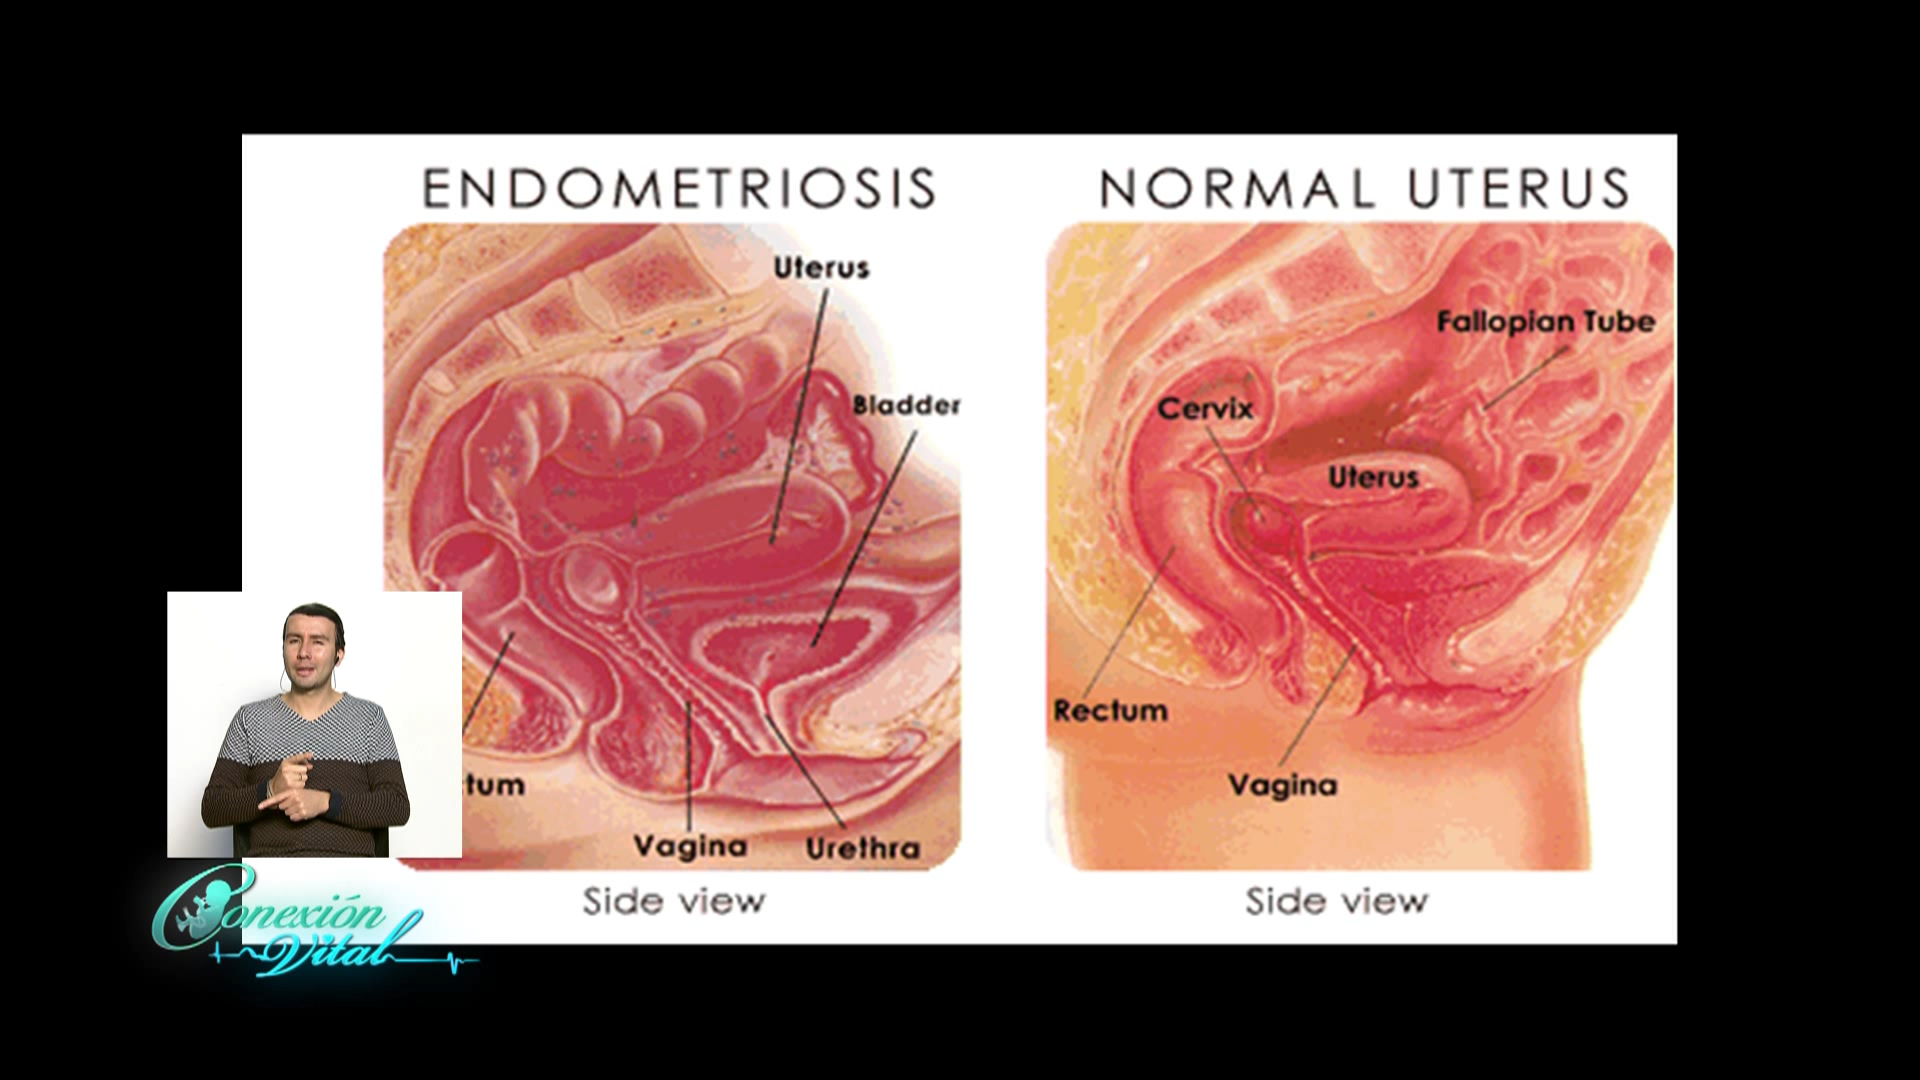 ENDOMETRIOSIS
NORMAL UTERUS
Uterus
Bladder
tum
Vagina
Urethra
Side view
Fallopian Tube
Cervix
Uterus
Rectum
Vagina
Side view
Conexión
Vital